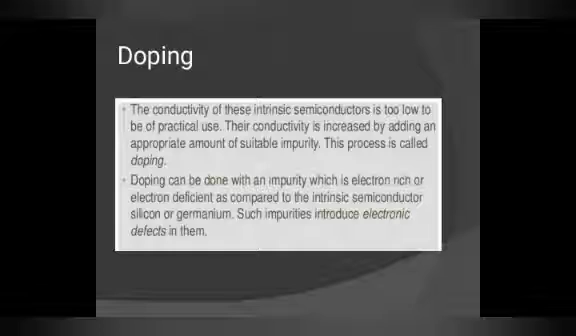 Doping
• The conductivity of these intrinsic semiconductors is too low to
be of practical use. Their conductivity is increased by adding an
appropriate amount of suitable impurity. This process is called
doping.
• Doping can be done with an impurity which is electron rich or
electron deficient as compared to the intrinsic semiconductor
silicon or germanium. Such impurities introduce electronic
defects in them.